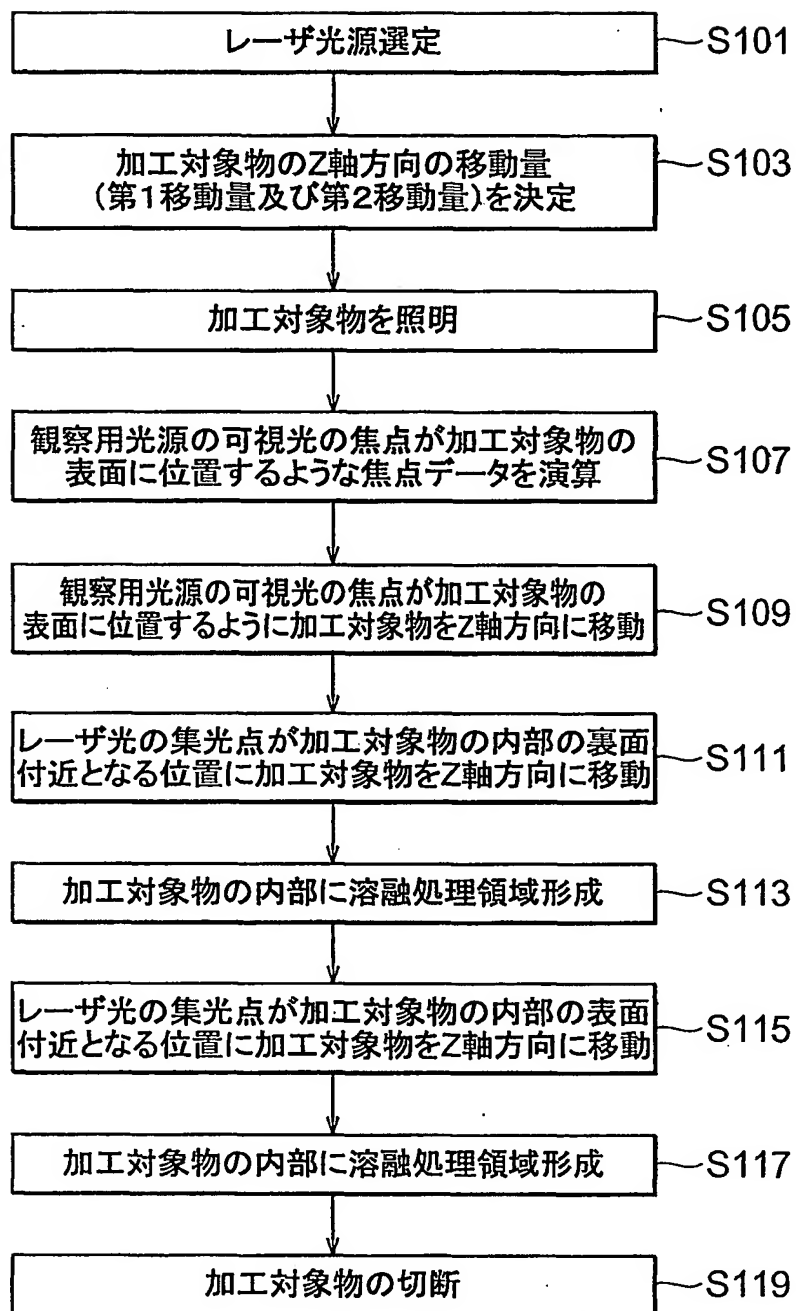 レーザ光源選定
S101
加工対象物のZ軸方向の移動量
(第1移動量及び第2移動量)を決定
S103
加工対象物を照明
S105
観察用光源の可視光の焦点が加工対象物の
表面に位置するような焦点データを演算
S107
観察用光源の可視光の焦点が加工対象物の
表面に位置するように加工対象物をZ軸方向に移動
S109
レーザ光の集光点が加工対象物の内部の裏面
付近となる位置に加工対象物をZ軸方向に移動
S111
加工対象物の内部に溶融処理領域形成
S113
レーザ光の集光点が加工対象物の内部の表面
付近となる位置に加工対象物をZ軸方向に移動
S115
加工対象物の内部に溶融処理領域形成
S117
加工対象物の切断
S119